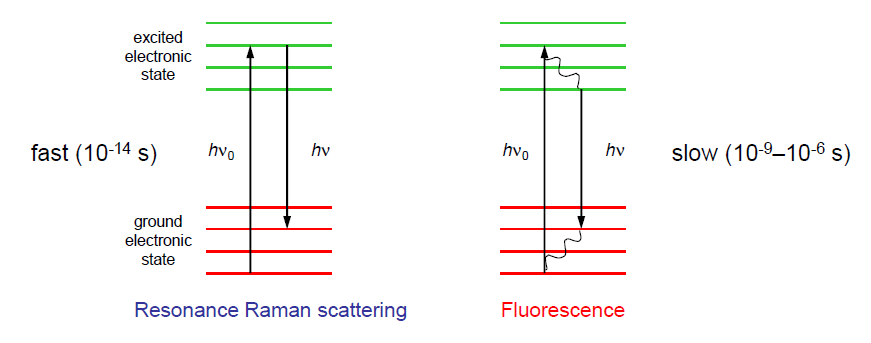 excited
electronic
state
fast (10⁻¹⁴ s)
hν₀
hν
ground
electronic
state
Resonance Raman scattering
hν₀
hν
slow (10⁻⁹–10⁻⁶ s)
Fluorescence